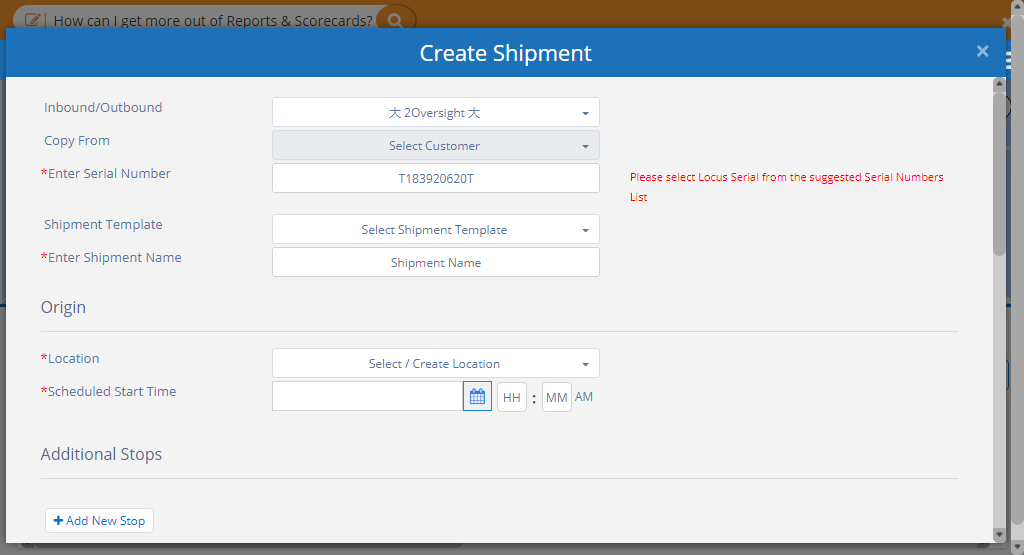 How can I get more out of Reports & Scorecards?
Create Shipment ×
Inbound/Outbound 大 2Oversight 大
Copy From Select Customer
*Enter Serial Number T183920620T Please select Locus Serial from the suggested Serial Numbers
List
Shipment Template Select Shipment Template
*Enter Shipment Name Shipment Name
Origin
*Location Select / Create Location
*Scheduled Start Time HH : MM AM
Additional Stops
+ Add New Stop